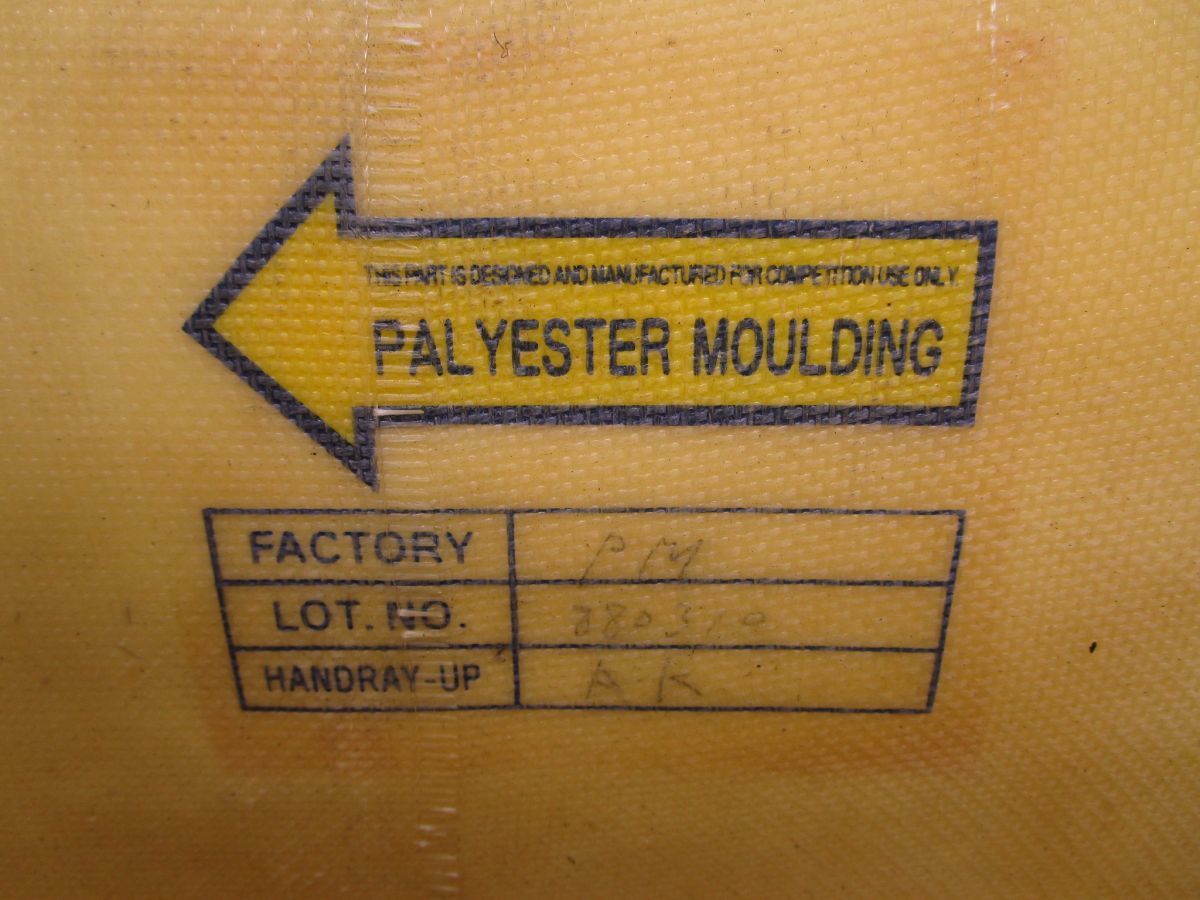 THIS PART IS DESIGNED AND MANUFACTURED FOR COMPETITION USE ONLY.
PALYESTER MOULDING
FACTORY PM
LOT. NO. 880310
HANDRAY-UP AK